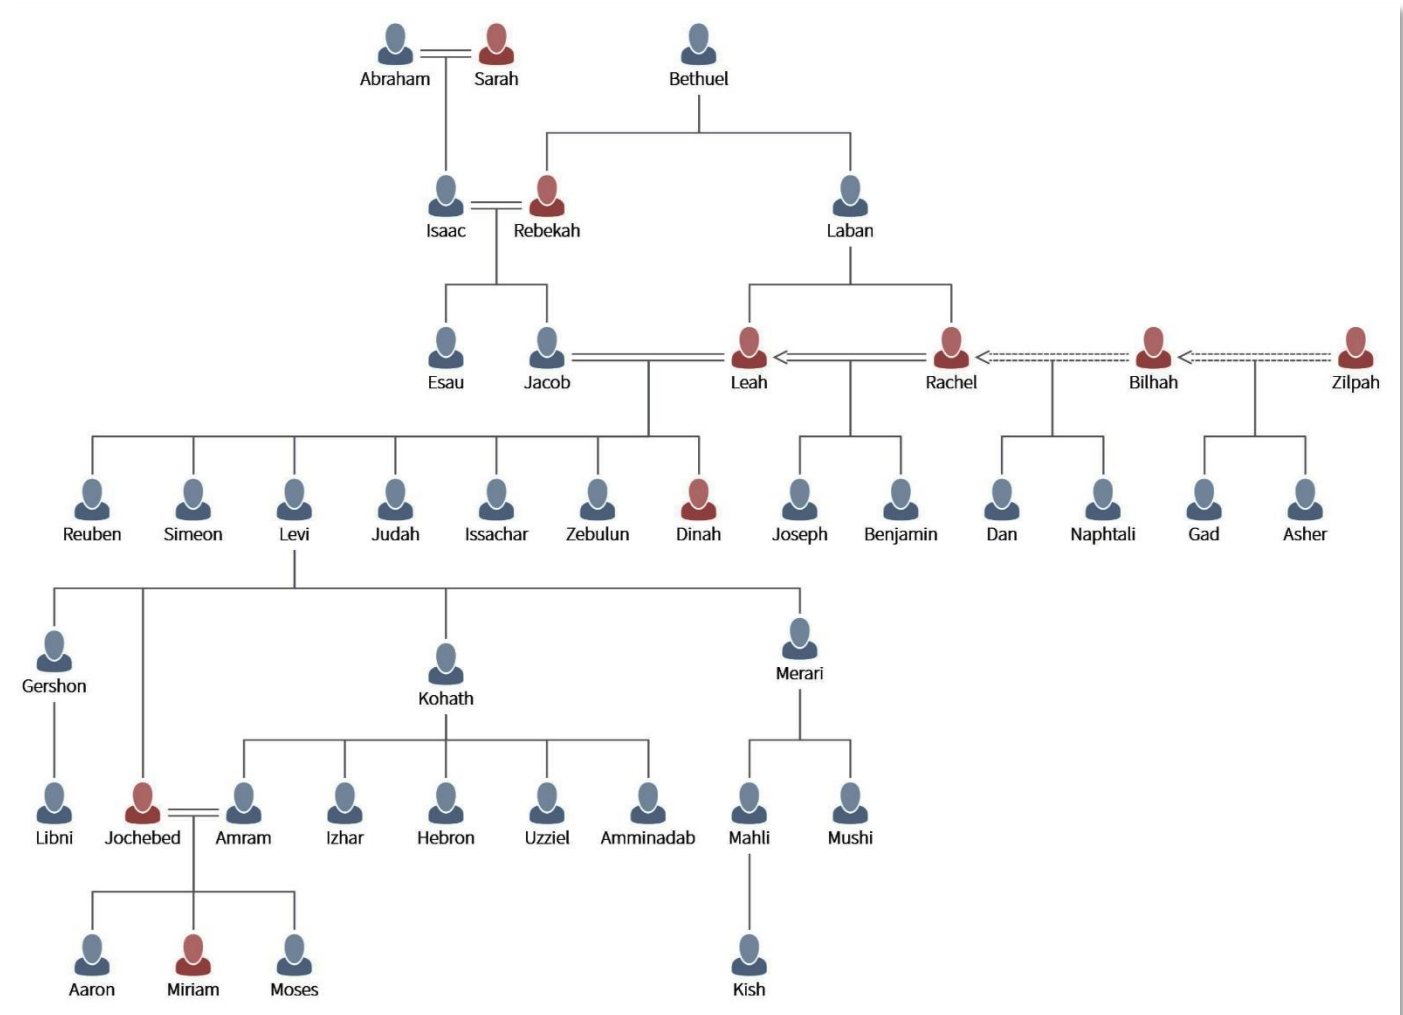 Abraham
Sarah
Bethuel
Isaac
Rebekah
Laban
Esau
Jacob
Leah
Rachel
Bilhah
Zilpah
Reuben
Simeon
Levi
Judah
Issachar
Zebulun
Dinah
Joseph
Benjamin
Dan
Naphtali
Gad
Asher
Gershon
Kohath
Merari
Libni
Jochebed
Amram
Izhar
Hebron
Uzziel
Amminadab
Mahli
Mushi
Aaron
Miriam
Moses
Kish